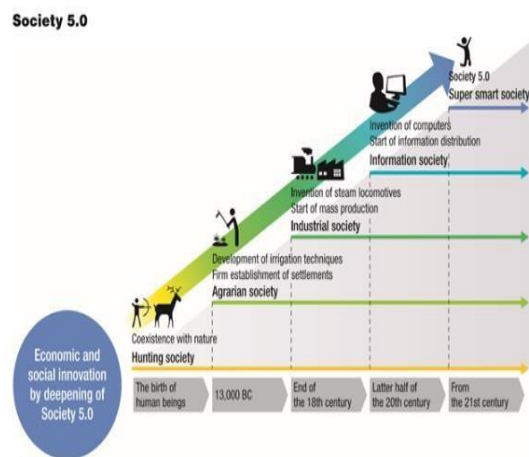 Society 5.0
Society 5.0
Super smart society
Invention of computers
Start of information distribution
Information society
Invention of steam locomotives
Start of mass production
Industrial society
Development of irrigation techniques
Firm establishment of settlements
Agrarian society
Coexistence with nature
Hunting society
Economic and
social innovation
by deepening of
Society 5.0
The birth of
human beings
13,000 BC
End of
the 18th century
Latter half of
the 20th century
From
the 21st century